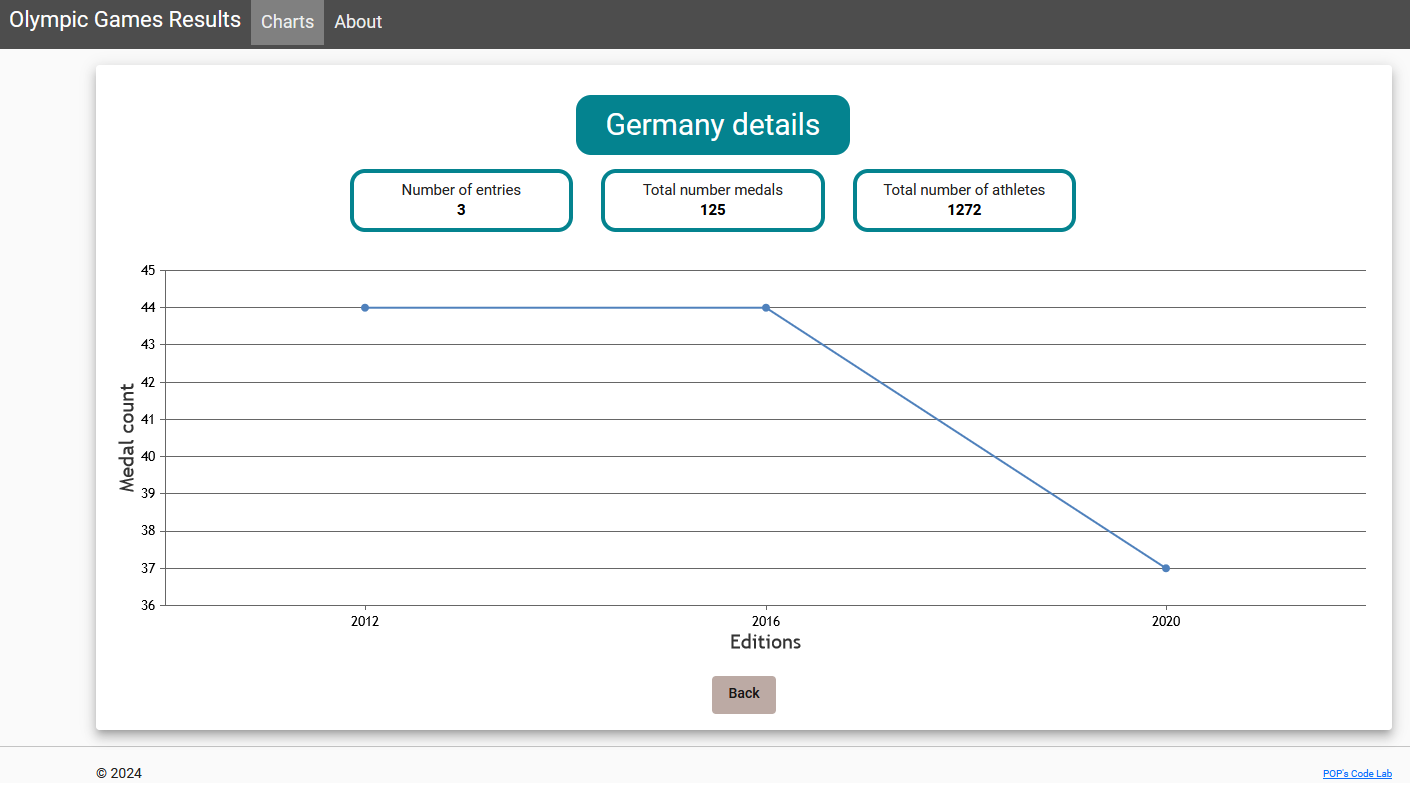 Olympic Games Results Charts About
Germany details
Number of entries
3
Total number medals
125
Total number of athletes
1272
45
44
43
42
41
40
39
38
37
36
Medal count
2012 2016 2020
Editions
Back
© 2024
POP's Code Lab